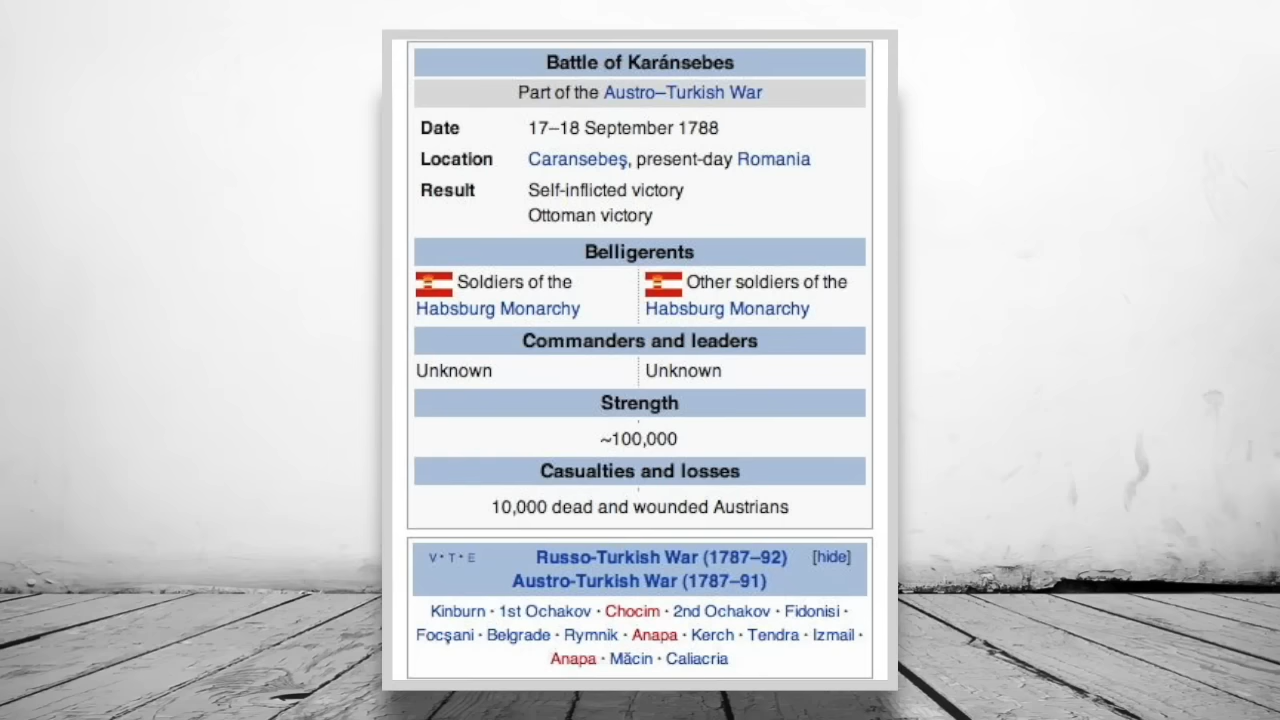 Battle of Karánsebes
Part of the Austro–Turkish War
Date 17–18 September 1788
Location Caransebeş, present-day Romania
Result Self-inflicted victory
Ottoman victory
Belligerents
Soldiers of the Habsburg Monarchy
Other soldiers of the Habsburg Monarchy
Commanders and leaders
Unknown Unknown
Strength
~100,000
Casualties and losses
10,000 dead and wounded Austrians
V • T • E Russo-Turkish War (1787–92) [hide]
Austro-Turkish War (1787–91)
Kinburn · 1st Ochakov · Chocim · 2nd Ochakov · Fidonisi ·
Focşani · Belgrade · Rymnik · Anapa · Kerch · Tendra · Izmail ·
Anapa · Măcin · Caliacria